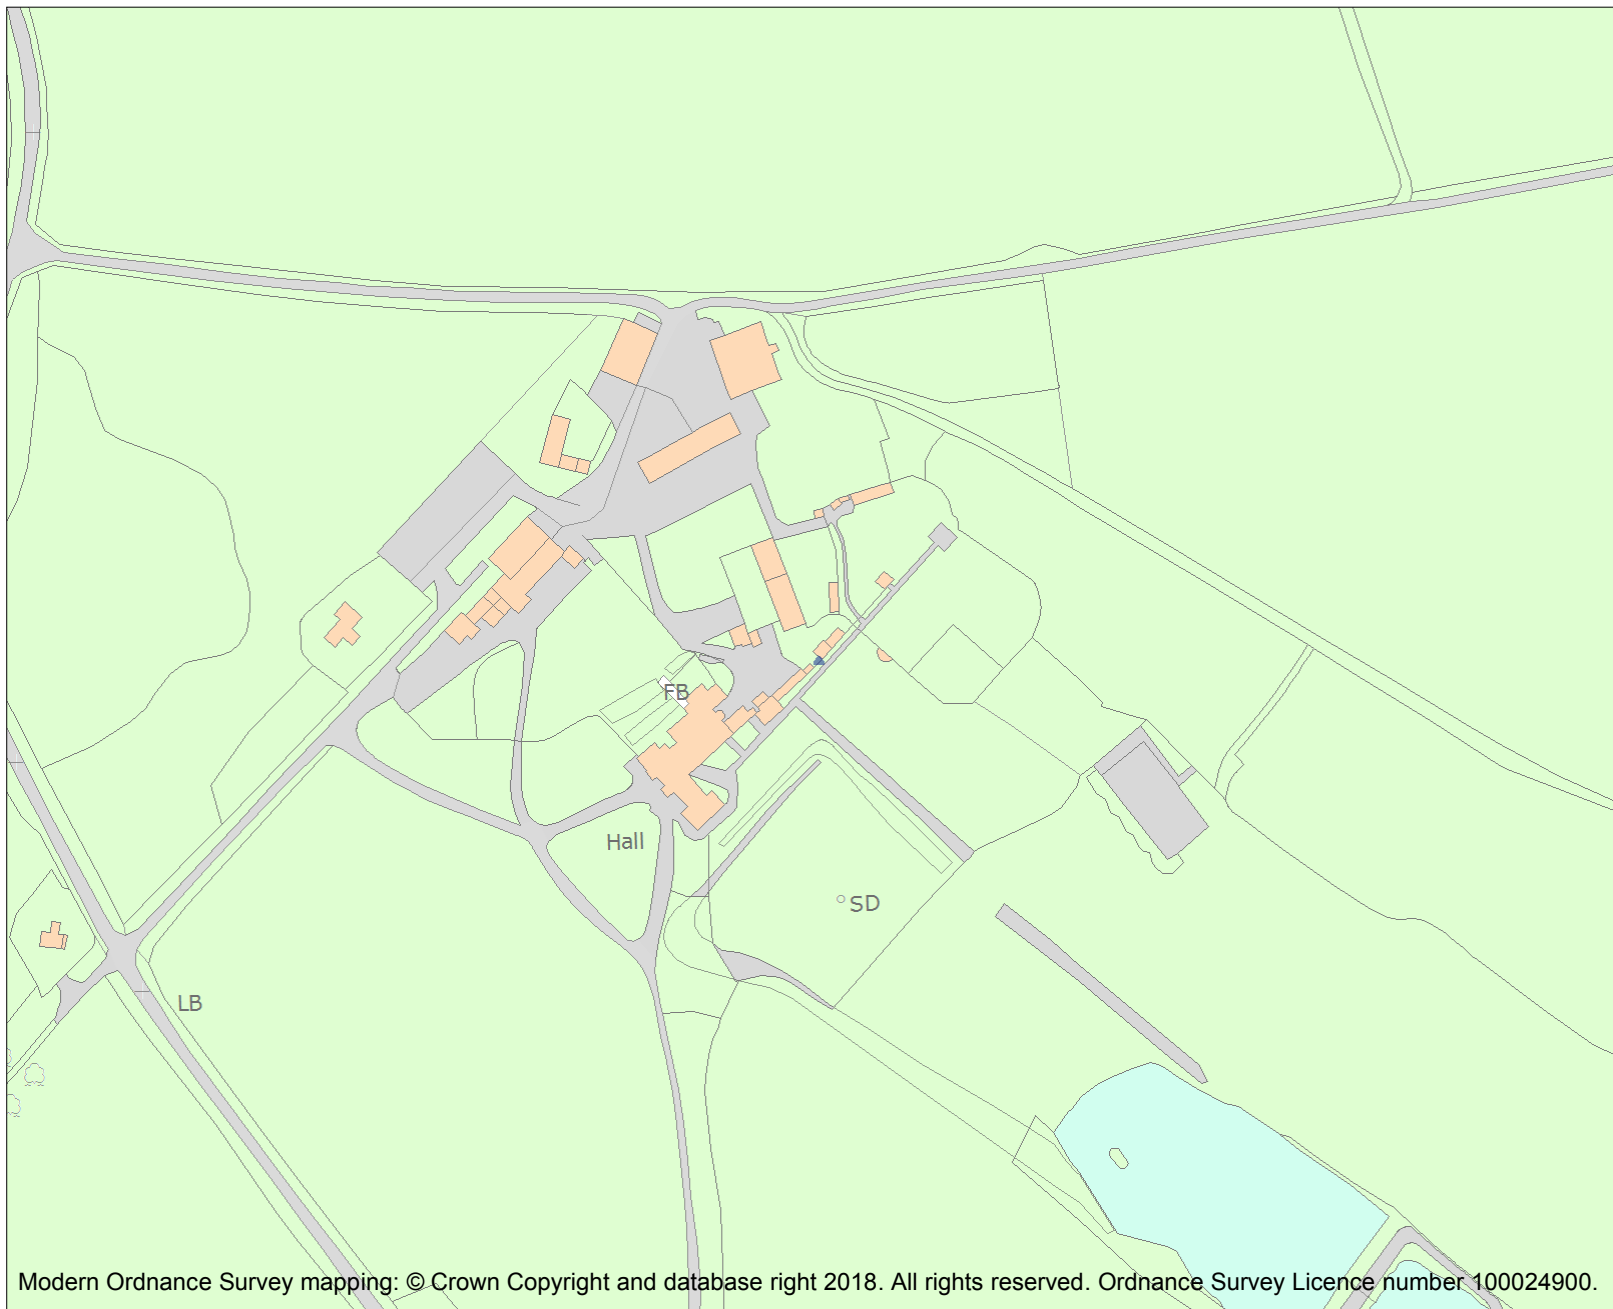 FB
Hall
SD
LB
Modern Ordnance Survey mapping: © Crown Copyright and database right 2018. All rights reserved. Ordnance Survey Licence number 100024900.